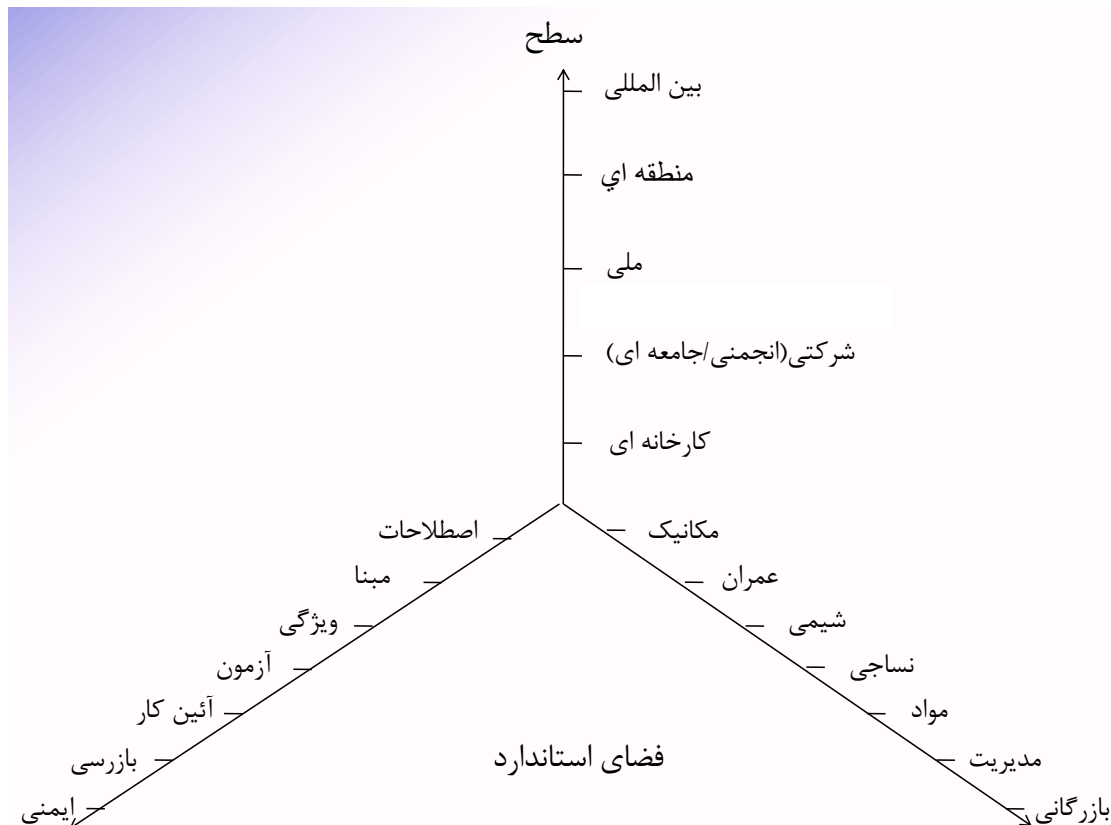 سطح
بین المللی
منطقه اي
ملی
شرکتی(انجمنی/جامعه ای)
کارخانه ای
مکانیک
عمران
شیمی
نساجی
مواد
مدیریت
بازرگانی
اصطلاحات
مبنا
ویژگی
آزمون
آئین کار
بازرسی
ایمنی
فضای استاندارد